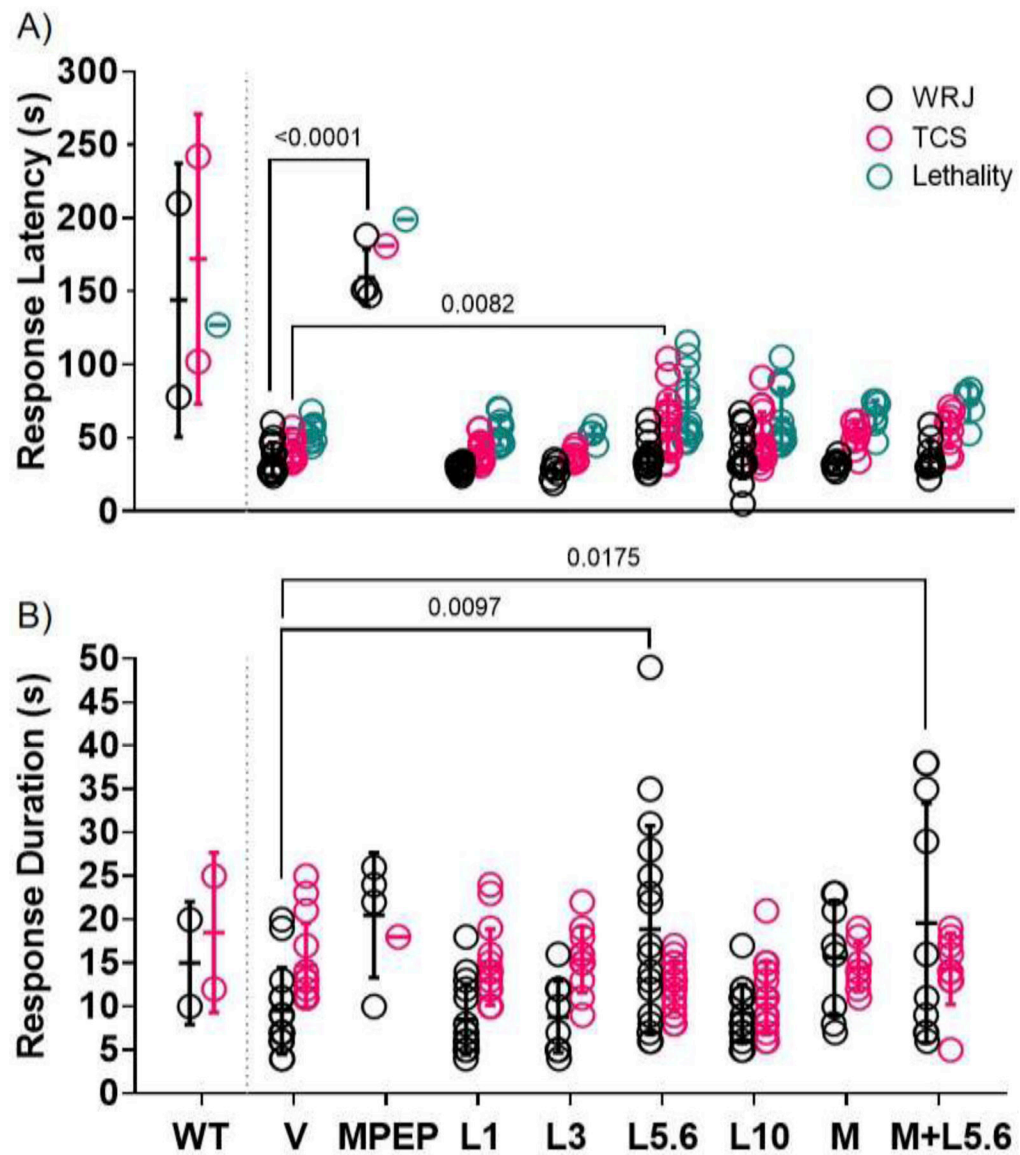 A)
Response Latency (s)
300
250
200
150
100
50
0
<0.0001
0.0082
WRJ
TCS
Lethality
B)
Response Duration (s)
50
45
40
35
30
25
20
15
10
5
0
0.0175
0.0097
WT V MPEP L1 L3 L5.6 L10 M M+L5.6